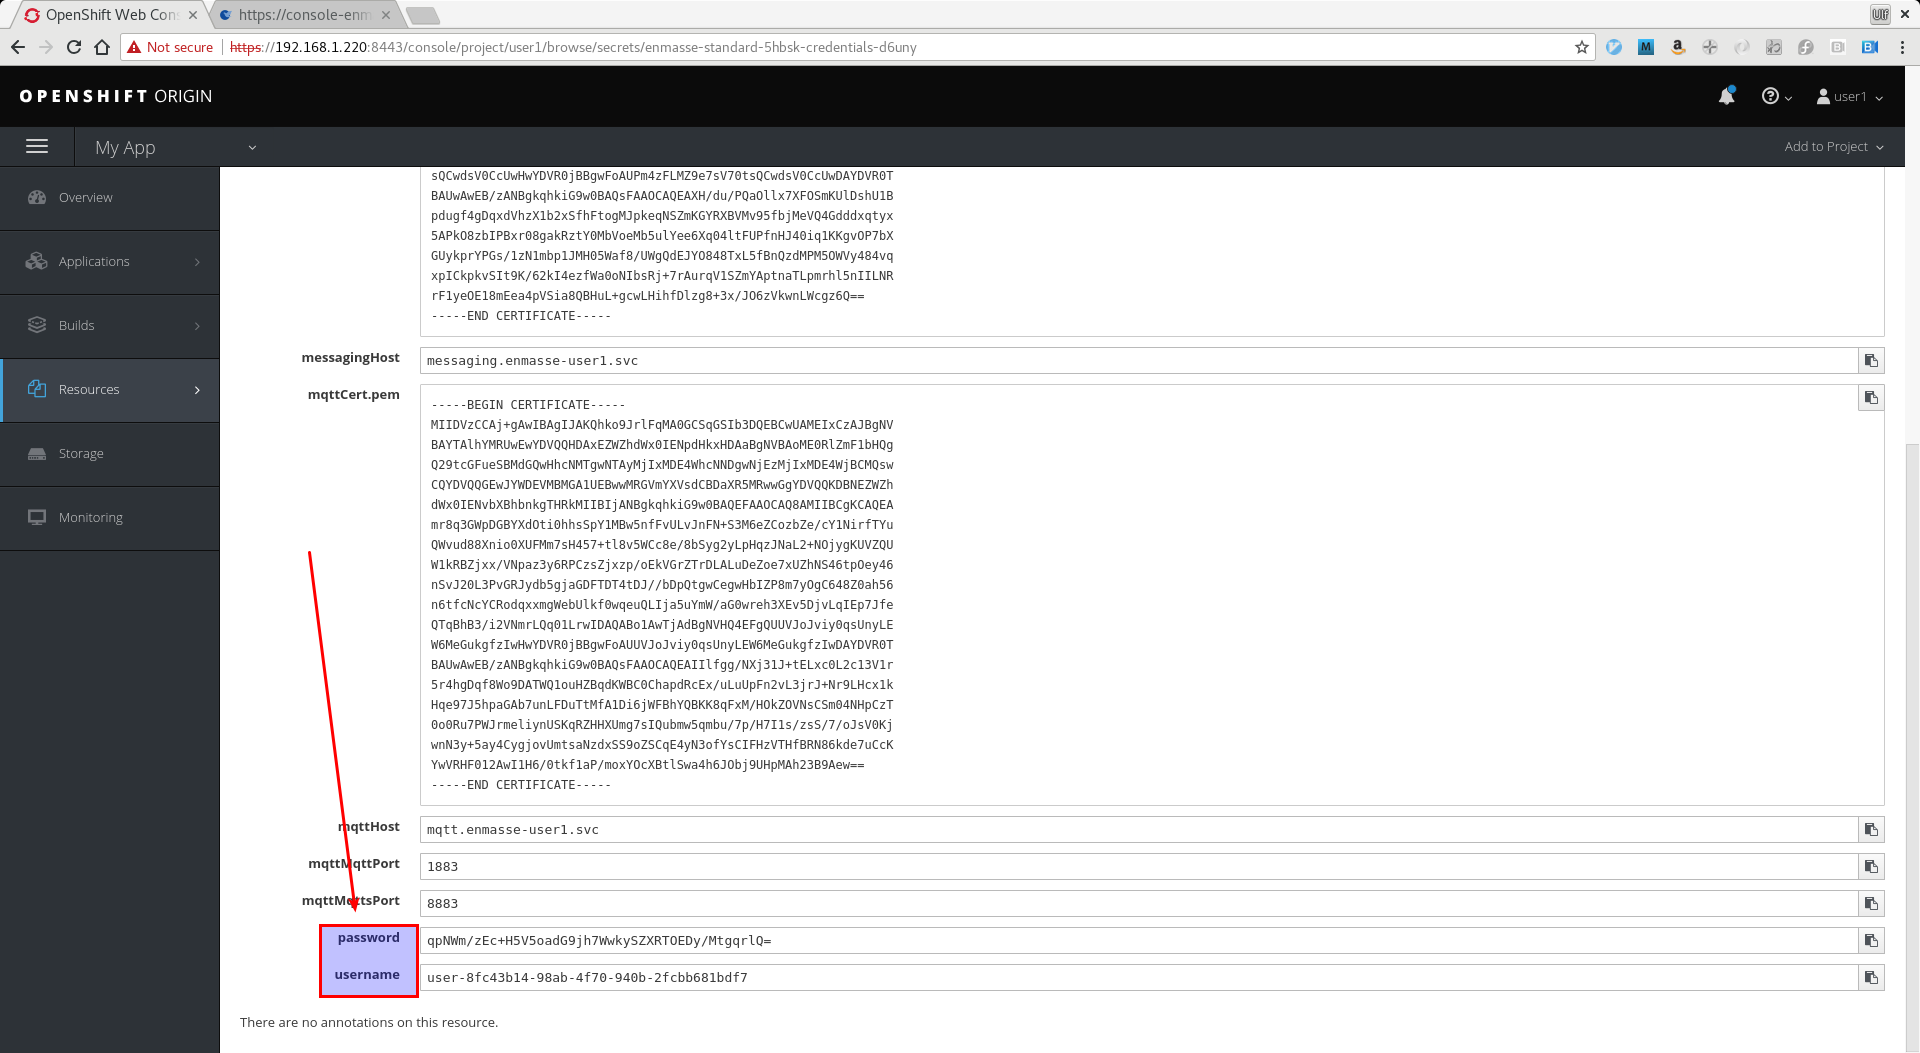 OpenShift Web Con
https://console-enm
Ulf
Not secure
https://192.168.1.220:8443/console/project/user1/browse/secrets/enmasse-standard-5hbsk-credentials-d6uny
OPENSHIFT ORIGIN
user1
My App
Add to Project
Overview
Applications
Builds
Resources
Storage
Monitoring
sQCwdsV0CcUwHwYDVR0jBBgwFoAUPm4zFLMZ9e7sV70tsQCwdsV0CcUwDAYDVR0T
BAUwAwEB/zANBgkqhkiG9w0BAQsFAAOCAQEAXH/du/PQaOllx7XFOSmKUlDshU1B
pdugf4gDqxdVhzX1b2xSfhFtogMJpkeqNSZmKGYRXBVMv95fbjMeVQ4Gdddxqtyx
5APkO8zbIPBxr08gakRztY0MbVoeMb5ulYee6Xq04ltFUPfnHJ40iq1KKgvOP7bX
GUykprYPGs/1zN1mbp1JMH05Waf8/UWgQdEJYO848TxL5fBnQzdMPM5OWVy484vq
xpICkpkvSIt9K/62kI4ezfWa0oNIbsRj+7rAurqV1SZmYAptnaTLpmrhl5nIILNR
rF1yeOE18mEea4pVSia8QBHuL+gcwLHihfDlzg8+3x/JO6zVkwnLWcgz6Q==
-----END CERTIFICATE-----
messagingHost
messaging.enmasse-user1.svc
mqttCert.pem
-----BEGIN CERTIFICATE-----
MIIDVzCCAj+gAwIBAgIJAKQhko9JrlFqMA0GCSqGSIb3DQEBCwUAMEIxCzAJBgNV
BAYTAlhYMRUwEwYDVQQHDAxEZWZhdWx0IENpdHkxHDAaBgNVBAoME0RlZmF1bHQg
Q29tcGFueSBMdGQwHhcNMTgwNTAyMjIxMDE4WhcNNDgwNjEzMjIxMDE4WjBCMQsw
CQYDVQQGEwJYWDEVMBMGA1UEBwwMRGVmYXVsdCBDaXR5MRwwGgYDVQQKDBNEZWZh
dWx0IENvbXBhbnkgTHRkMIIBIjANBgkqhkiG9w0BAQEFAAOCAQ8AMIIBCgKCAQEA
mr8q3GWpDGBYXdOti0hhsSpY1MBw5nfFvULvJnFN+S3M6eZCozbZe/cY1NirfTYu
QWvud88Xnio0XUFMm7sH457+tl8v5WCc8e/8bSyg2yLpHqzJNaL2+NOjygKUVZQU
W1kRBZjxx/VNpaz3y6RPCzsZjxzp/oEkVGrZTrDLALuDeZoe7xUZhNS46tpOey46
nSvJ20L3PvGRJydb5gjaGDFTDT4tDJ//bDpQtgwCegwHbIZP8m7yOgC648Z0ah56
n6tfcNcYCRodqxxmgWebUlkf0wqeuQLIja5uYmW/aG0wreh3XEv5DjvLqIEp7Jfe
QTqBhB3/i2VNmrLQq01LrwIDAQABo1AwTjAdBgNVHQ4EFgQUUVJoJviy0qsUnyLE
W6MeGukgfzIwHwYDVR0jBBgwFoAUUVJoJviy0qsUnyLEW6MeGukgfzIwDAYDVR0T
BAUwAwEB/zANBgkqhkiG9w0BAQsFAAOCAQEAIIlfgg/NXj31J+tELxc0L2c13V1r
5r4hgDqf8Wo9DATWQ1ouHZBqdKWBC0ChapdRcEx/uLuUpFn2vL3jrJ+Nr9LHcx1k
Hqe97J5hpaGAb7unLFDuTtMfA1Di6jWFBhYQBKK8qFxM/HOkZOVNsCSm04NHpCzT
0o0Ru7PWJrmeliynUSKqRZHHXUmg7sIQubmw5qmbu/7p/H7I1s/zsS/7/oJsV0Kj
wnN3y+5ay4CygjovUmtsaNzdxSS9oZSCqE4yN3ofYsCIFHzVTHfBRN86kde7uCcK
YwVRHF012AwI1H6/0tkf1aP/moxYOcXBtlSwa4h6JObj9UHpMAh23B9Aew==
-----END CERTIFICATE-----
mqttHost
mqtt.enmasse-user1.svc
mqttMqttPort
1883
mqttMqttsPort
8883
password
qpNWm/zEc+H5V5oadG9jh7WwkySZXRTOEDy/MtgqrlQ=
username
user-8fc43b14-98ab-4f70-940b-2fcbb681bdf7
There are no annotations on this resource.